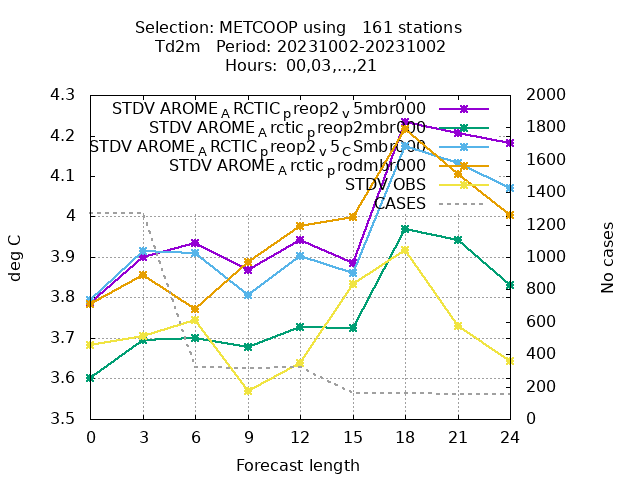 Selection: METCOOP using 161 stations
Td2m Period: 20231002-20231002
Hours: 00,03,...,21
4.3
4.2
4.1
4
3.9
3.8
3.7
3.6
3.5
deg C
STDV AROME_ARCTIC_preop2_v5mbr000
STDV AROME_Arctic_preop2mbr000
STDV AROME_ARCTIC_preop2_v5_CSmbr000
STDV AROME_Arctic_prodmbr000
STDV OBS
CASES
2000
1800
1600
1400
1200
1000
800
600
400
200
0
No cases
0 3 6 9 12 15 18 21 24
Forecast length